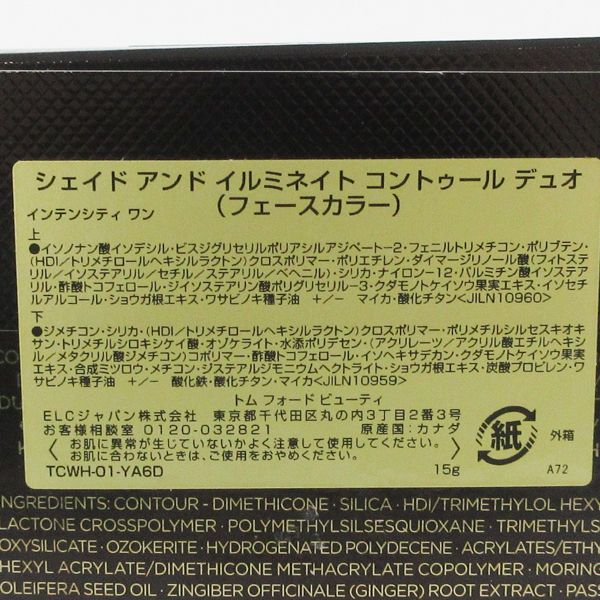 シェイド アンド イルミネイト コントゥール デュオ
（フェースカラー）
インテンシティ ワン
上
●イソノナン酸イソデシル・ビスジグリセリルポリアシルアジペート−2・フェニルトリメチコン・ポリブテン・
(HDI/トリメチロールヘキシルラクトン)クロスポリマー・ポリエチレン・ダイマージリノール酸(フィトステ
リル/イソステアリル/セチル/ステアリル/ベヘニル)・シリカ・ナイロン−12・パルミチン酸イソステア
リル・酢酸トコフェロール・ジイソステアリン酸ポリグリセリル−3・クダモノトケイソウ果実エキス・イソセチ
ルアルコール・ショウガ根エキス・ワサビノキ種子油 +/− マイカ・酸化チタン<JILN10960>
下
●ジメチコン・シリカ・(HDI/トリメチロールヘキシルラクトン)クロスポリマー・ポリメチルシルセスキオキ
サン・トリメチルシロキシケイ酸・オゾケライト・水添ポリデセン・(アクリレーツ/アクリル酸エチルヘキシ
ル/メタクリル酸ジメチコン)コポリマー・酢酸トコフェロール・イソヘキサデカン・クダモノトケイソウ果実
エキス・合成ミツロウ・メチコン・ジステアルジモニウムヘクトライト・ショウガ根エキス・炭酸プロピレン・ワ
サビノキ種子油 +/− 酸化鉄・酸化チタン・マイカ<JILN10959>
トム フォード ビューティ
ELCジャパン株式会社 東京都千代田区丸の内3丁目2番3号
お客様相談室 0120-032821 原産国：カナダ
お肌に異常が生じていないかよく注意して使用してください。
お肌に合わないときは、ご使用をおやめください。
TCWH-01-YA6D 15g
紙 外箱
A72
NGREDIENTS: CONTOUR - DIMETHICONE • SILICA • HDI/TRIMETHYLOL HEXY
LACTONE CROSSPOLYMER • POLYMETHYLSILSESQUIOXANE • TRIMETHYLS
OXYSILICATE • OZOKERITE • HYDROGENATED POLYDECENE • ACRYLATES/ETHY
HEXYL ACRYLATE/DIMETHICONE METHACRYLATE COPOLYMER • MORING
OLEIFERA SEED OIL • ZINGIBER OFFICINALE (GINGER) ROOT EXTRACT • PASS